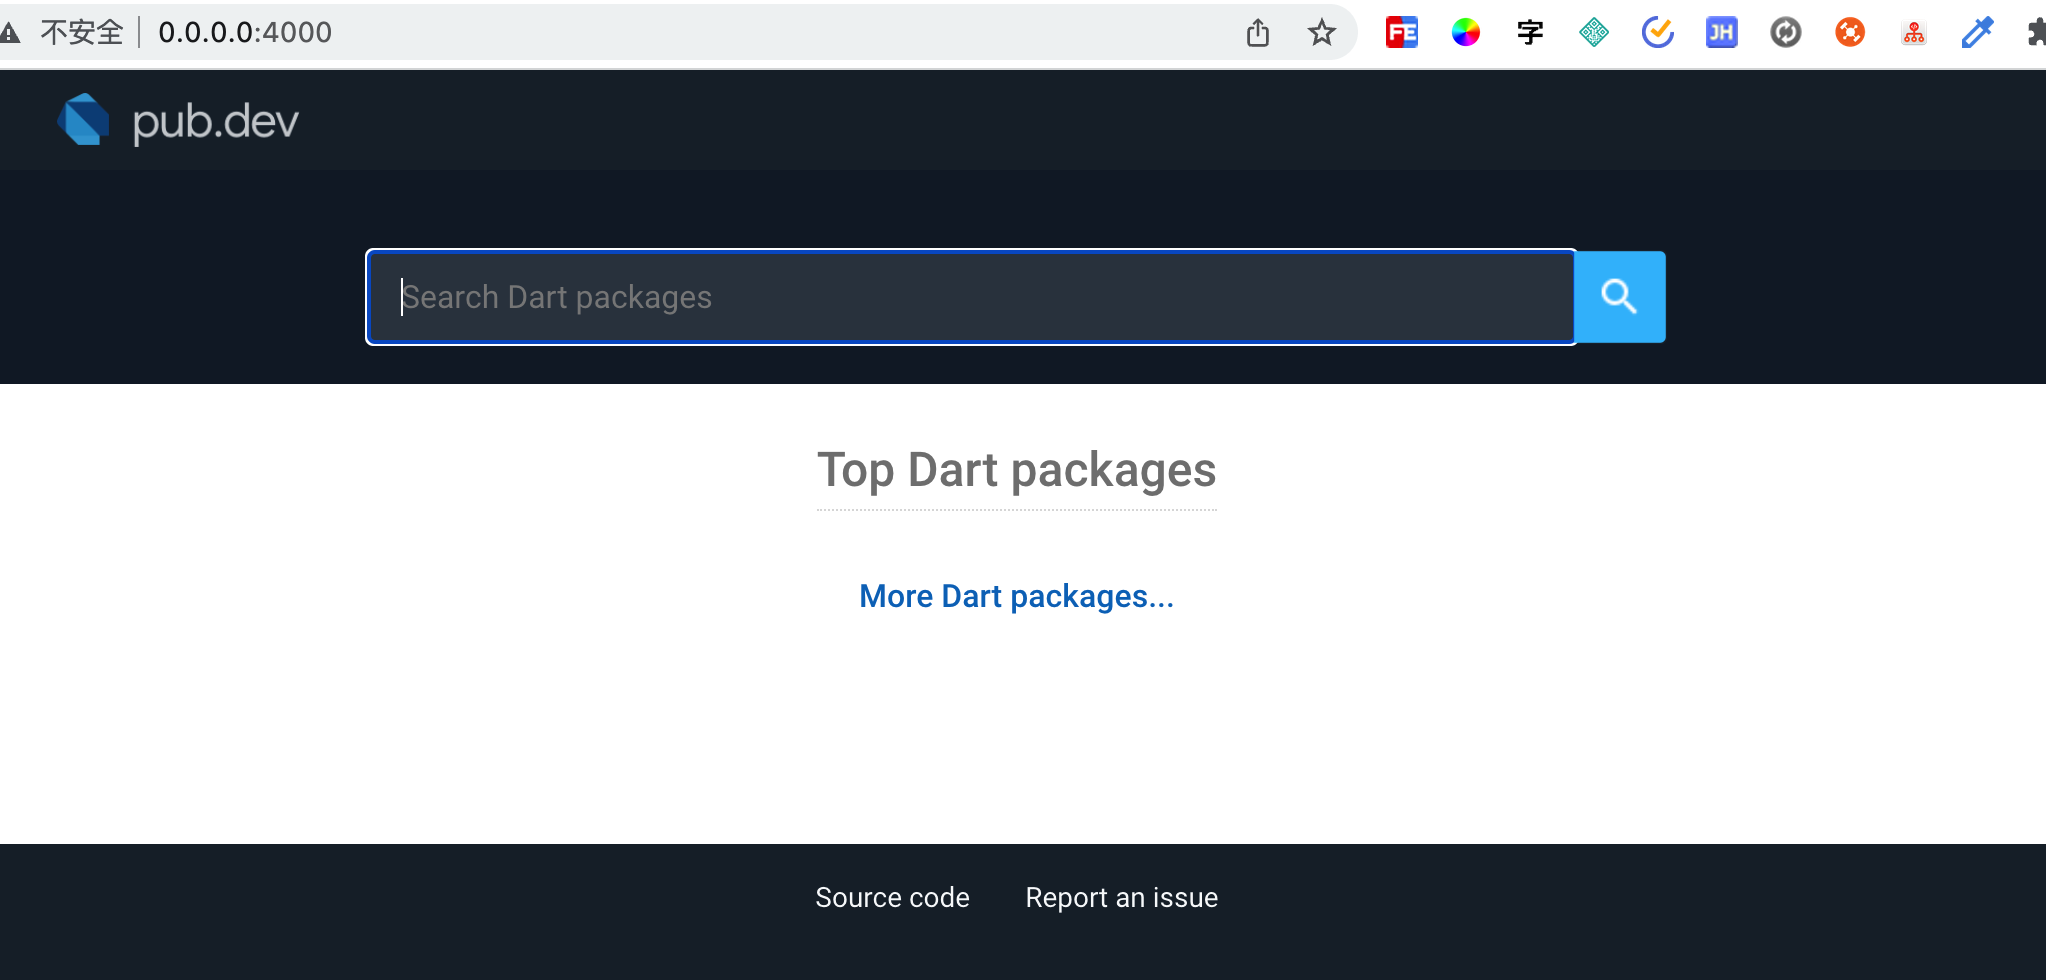 不安全 0.0.0.0:4000
FE 字 JH
pub.dev
Search Dart packages
Top Dart packages
More Dart packages...
Source code Report an issue